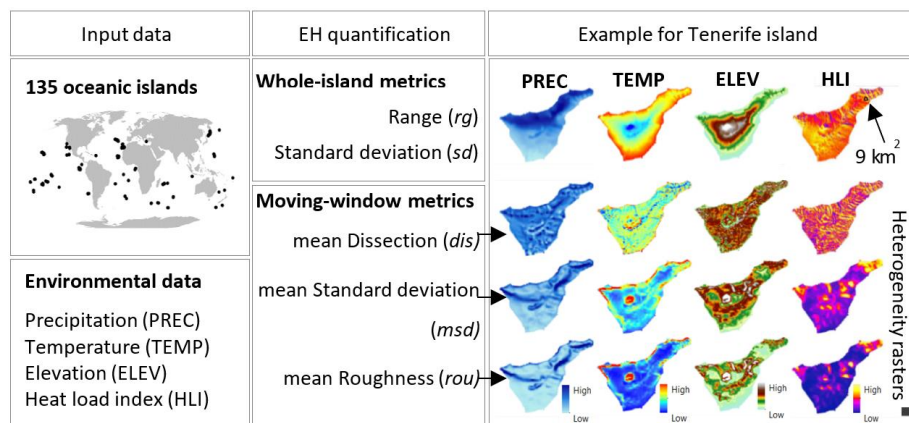 Input data
EH quantification
Example for Tenerife island
135 oceanic islands
Environmental data
Precipitation (PREC)
Temperature (TEMP)
Elevation (ELEV)
Heat load index (HLI)
Whole-island metrics
Range (rg)
Standard deviation (sd)
Moving-window metrics
mean Dissection (dis)
mean Standard deviation
(msd)
mean Roughness (rou)
PREC TEMP ELEV HLI
9 km²
Heterogeneity rasters
High High High High
Low Low Low Low